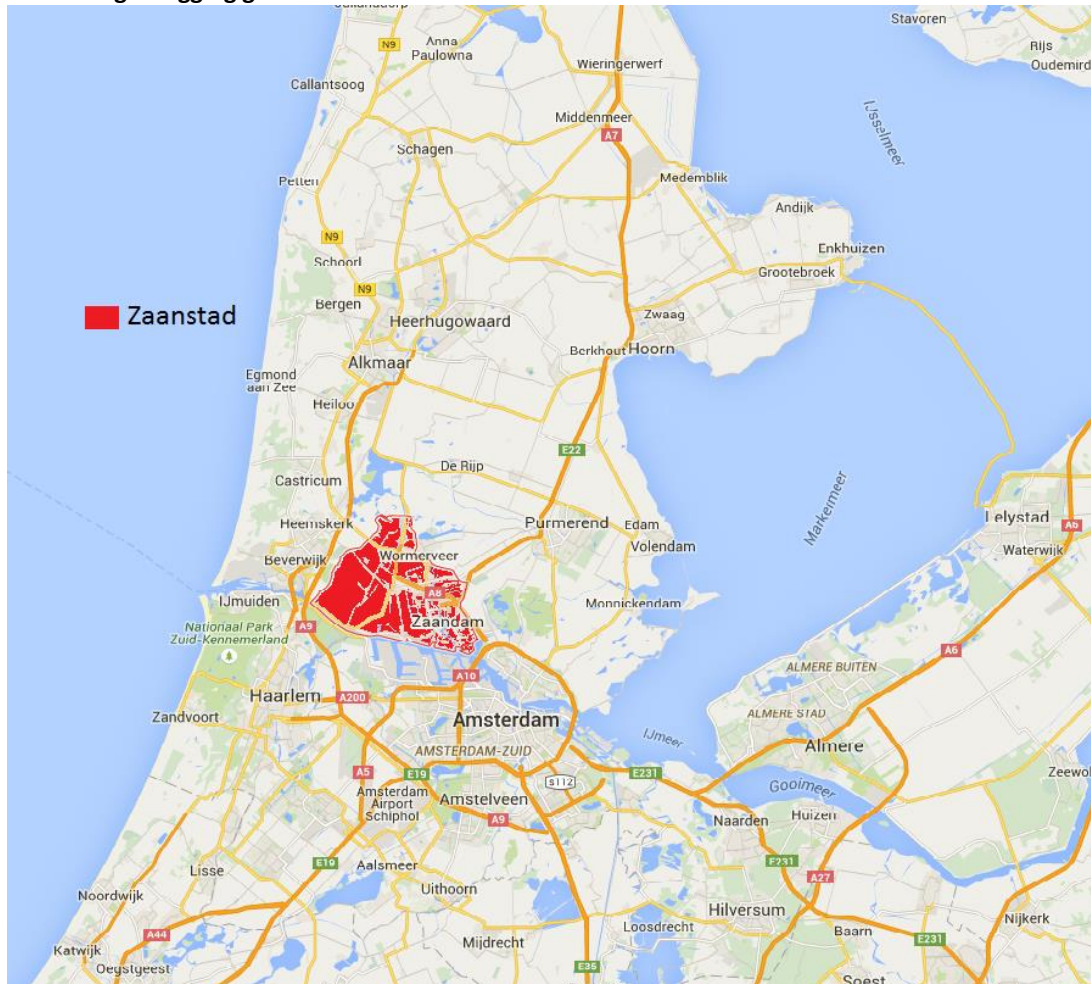 Callantsoog
N9
Anna
Paulowna
Wieringerwerf
Stavoren
Rijs
Oudemird
IJsselmeer
Middenmeer
A7
Schagen
Petten
Medemblik
Andijk
N9
Schoorl
Enkhuizen
Grootebroek
N9
Bergen
Zaanstad
Heerhugowaard
Zwaag
Berkhout
Hoorn
Alkmaar
Egmond
aan Zee
Heiloo
E22
De Rijp
Castricum
Markermeer
Lelystad
A6
Heemskerk
Purmerend
Edam
Volendam
Waterwijk
Wormerveer
Beverwijk
A8
IJmuiden
Monnickendam
Zaandam
Nationaal Park
Zuid-Kennemerland
A9
A6
ALMERE BUITEN
A10
Haarlem
A200
Zandvoort
Amsterdam
ALMERE STAD
IJmeer
AMSTERDAM-ZUID
Almere
A5
E19
s112
E231
Zeewol
Amsterdam
Airport
Schiphol
Amstelveen
Gooimeer
A9
Naarden
Huizen
E19
Aalsmeer
E231
Lisse
A27
Uithoorn
Noordwijk
Hilversum
Nijkerk
A44
Loosdrecht
Baarn
E231
Katwijk
Mijdrecht
Oegstgeest
E35
Soest